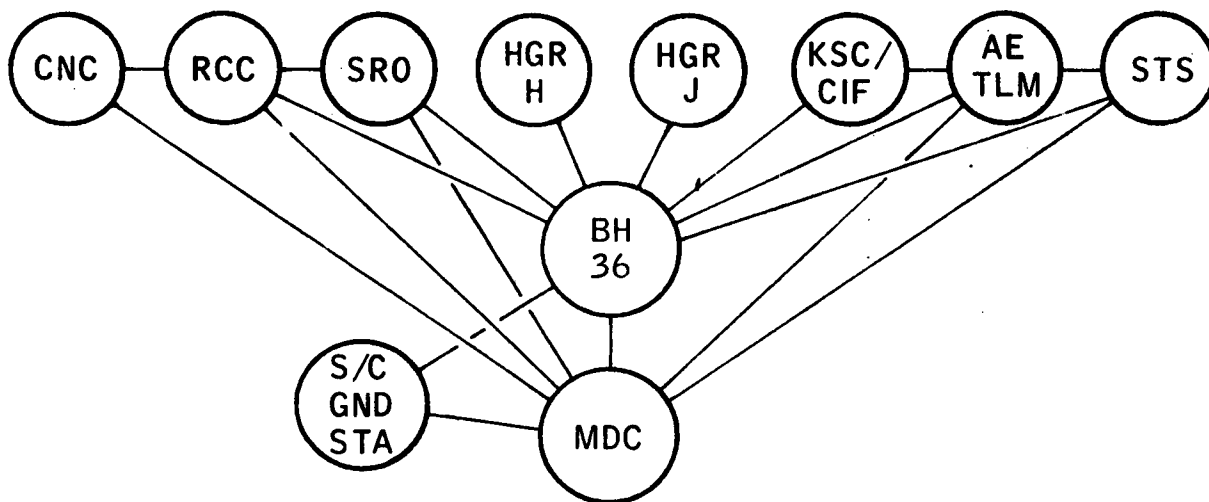 CNC
RCC
SRO
HGR
H
HGR
J
KSC/
CIF
AE
TLM
STS
BH
36
S/C
GND
STA
MDC